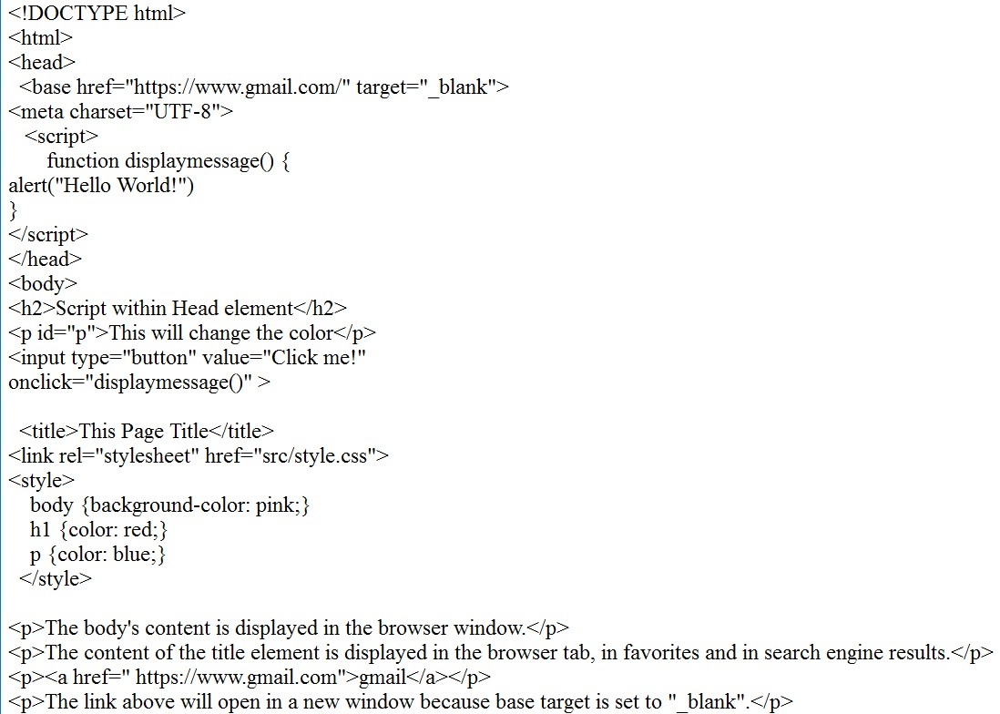 <!DOCTYPE html>
<html>
<head>
<base href="https://www.gmail.com/" target="_blank">
<meta charset="UTF-8">
<script>
function displaymessage() {
alert("Hello World!")
}
</script>
</head>
<body>
<h2>Script within Head element</h2>
<p id="p">This will change the color</p>
<input type="button" value="Click me!"
onclick="displaymessage()" >
<title>This Page Title</title>
<link rel="stylesheet" href="src/style.css">
<style>
body {background-color: pink;}
h1 {color: red;}
p {color: blue;}
</style>
<p>The body's content is displayed in the browser window.</p>
<p>The content of the title element is displayed in the browser tab, in favorites and in search engine results.</p>
<p><a href=" https://www.gmail.com">gmail</a></p>
<p>The link above will open in a new window because base target is set to "_blank".</p>